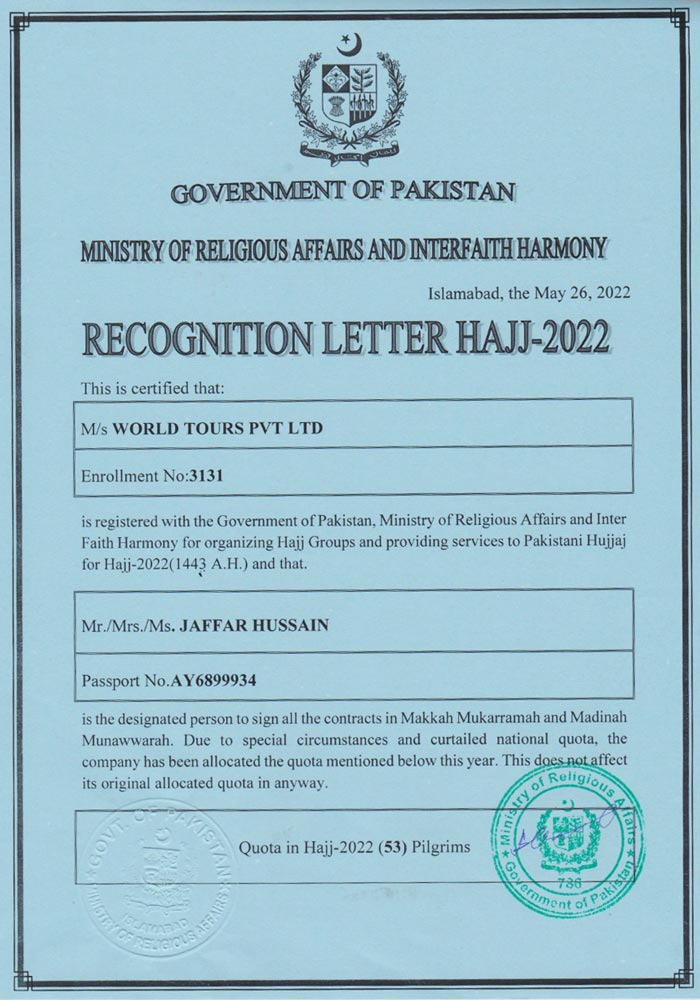 GOVERNMENT OF PAKISTAN
MINISTRY OF RELIGIOUS AFFAIRS AND INTERFAITH HARMONY
Islamabad, the May 26, 2022
RECOGNITION LETTER HAJJ-2022
This is certified that:
M/s WORLD TOURS PVT LTD
Enrollment No:3131
is registered with the Government of Pakistan, Ministry of Religious Affairs and Inter
Faith Harmony for organizing Hajj Groups and providing services to Pakistani Hujjaj
for Hajj-2022(1443 A.H.) and that.
Mr./Mrs./Ms. JAFFAR HUSSAIN
Passport No.AY6899934
is the designated person to sign all the contracts in Makkah Mukarramah and Madinah
Munawwarah. Due to special circumstances and curtailed national quota, the
company has been allocated the quota mentioned below this year. This does not affect
its original allocated quota in anyway.
Quota in Hajj-2022 (53) Pilgrims
GOVT. OF PAKISTAN
ISLAMABAD
MINISTRY OF RELIGIOUS AFFAIRS
Ministry of Religious Affairs
786
Government of Pakistan